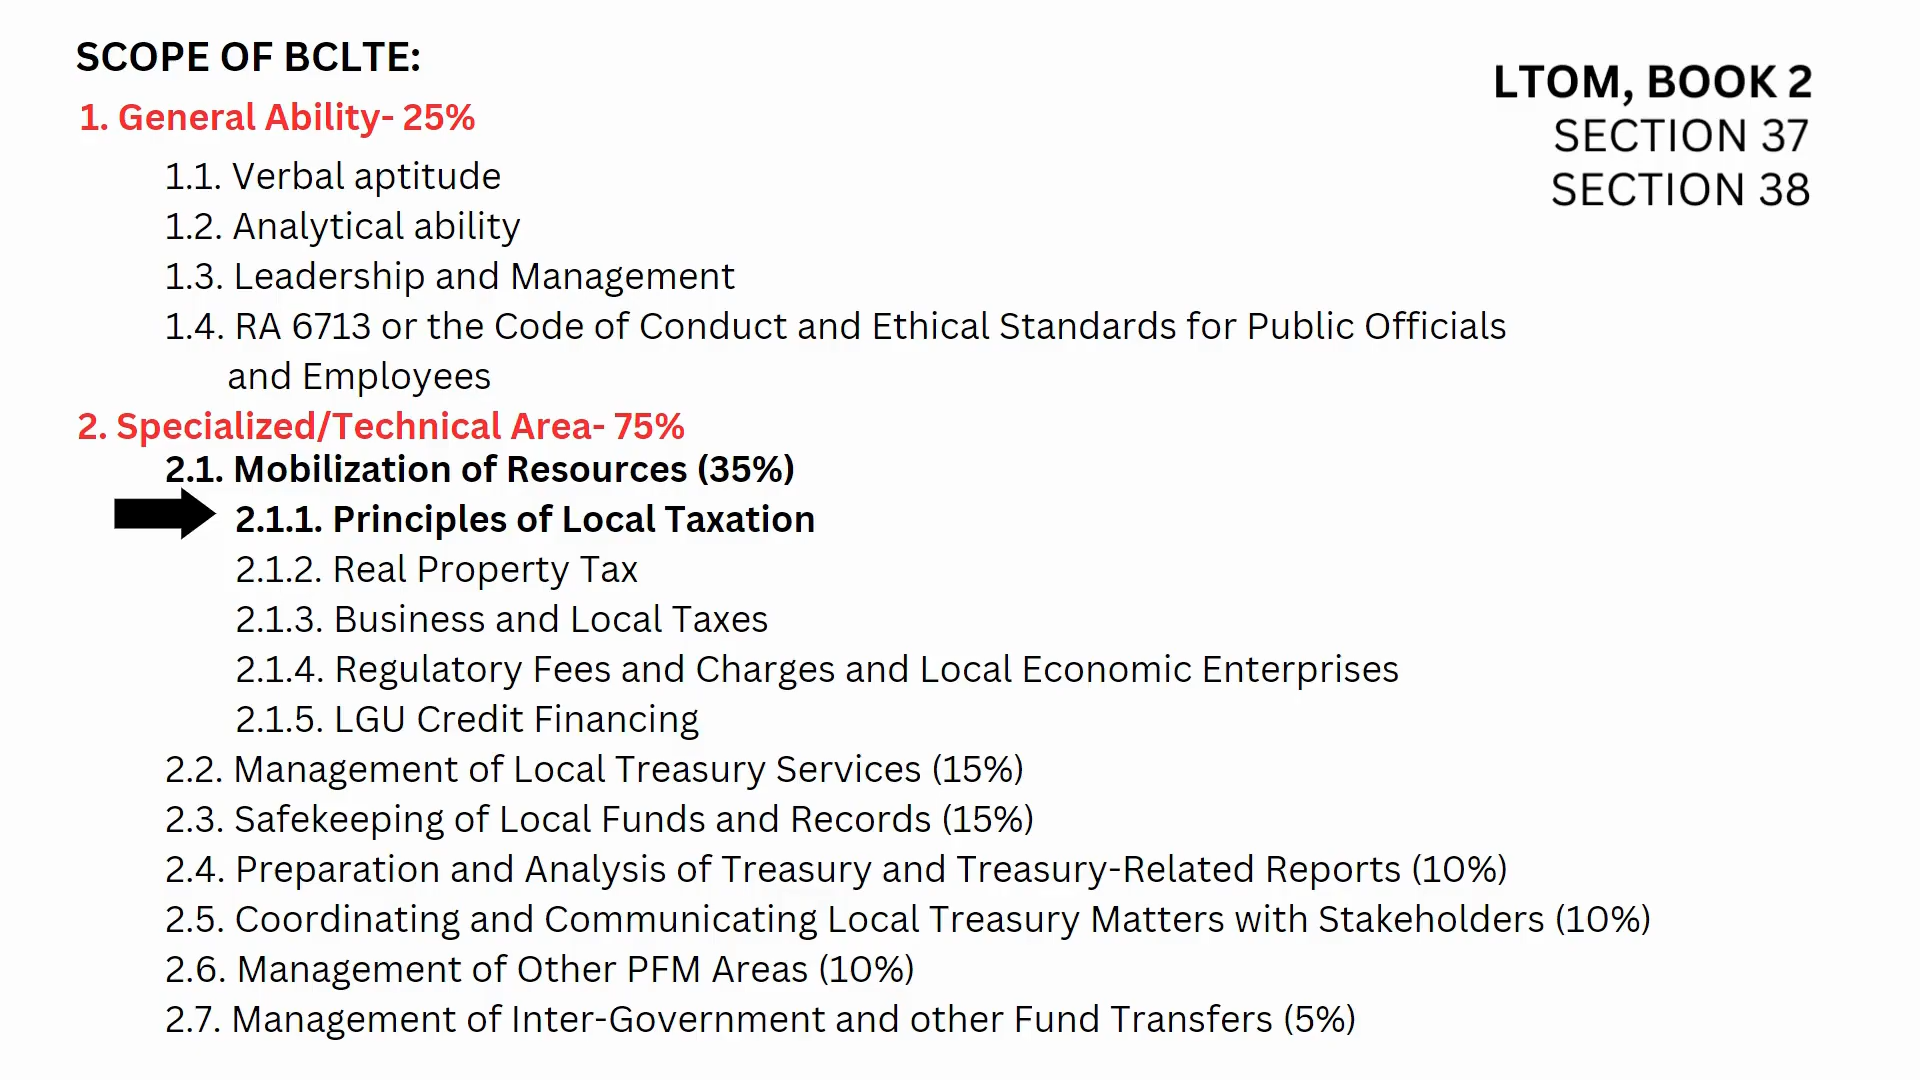 SCOPE OF BCLTE:
1. General Ability- 25%
1.1. Verbal aptitude
1.2. Analytical ability
1.3. Leadership and Management
1.4. RA 6713 or the Code of Conduct and Ethical Standards for Public Officials
and Employees
2. Specialized/Technical Area- 75%
2.1. Mobilization of Resources (35%)
2.1.1. Principles of Local Taxation
2.1.2. Real Property Tax
2.1.3. Business and Local Taxes
2.1.4. Regulatory Fees and Charges and Local Economic Enterprises
2.1.5. LGU Credit Financing
2.2. Management of Local Treasury Services (15%)
2.3. Safekeeping of Local Funds and Records (15%)
2.4. Preparation and Analysis of Treasury and Treasury-Related Reports (10%)
2.5. Coordinating and Communicating Local Treasury Matters with Stakeholders (10%)
2.6. Management of Other PFM Areas (10%)
2.7. Management of Inter-Government and other Fund Transfers (5%)
LTOM, BOOK 2
SECTION 37
SECTION 38